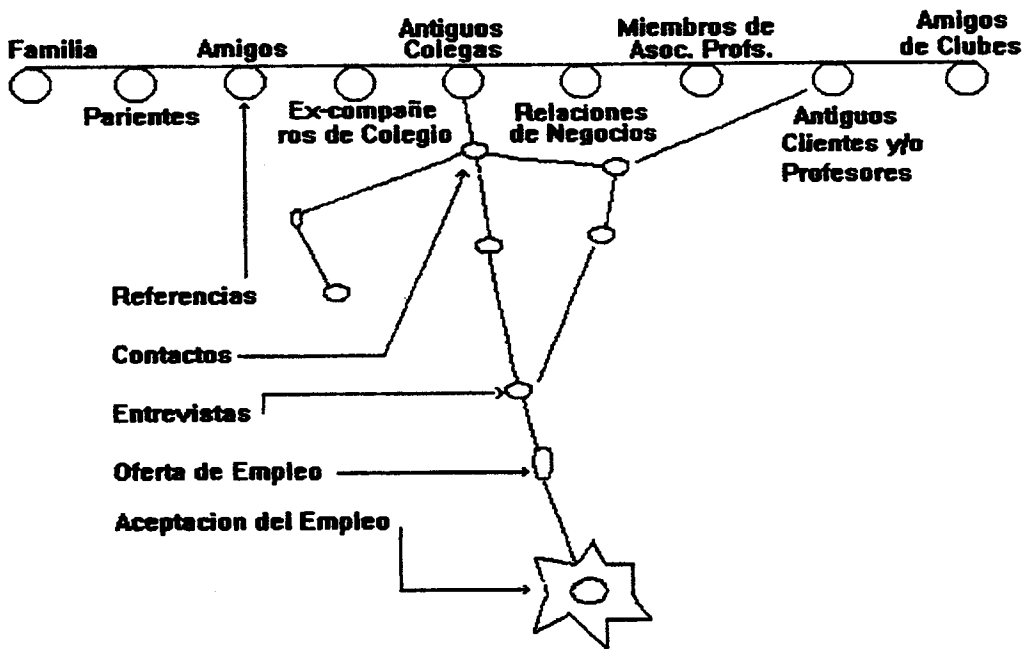 Familia
Amigos
Antiguos
Colegas
Miembros de
Asoc. Profs.
Amigos
de Clubes
Parientes
Ex-compañe
ros de Colegio
Relaciones
de Negocios
Antiguos
Clientes y/o
Profesores
Referencias
Contactos
Entrevistas
Oferta de Empleo
Aceptacion del Empleo